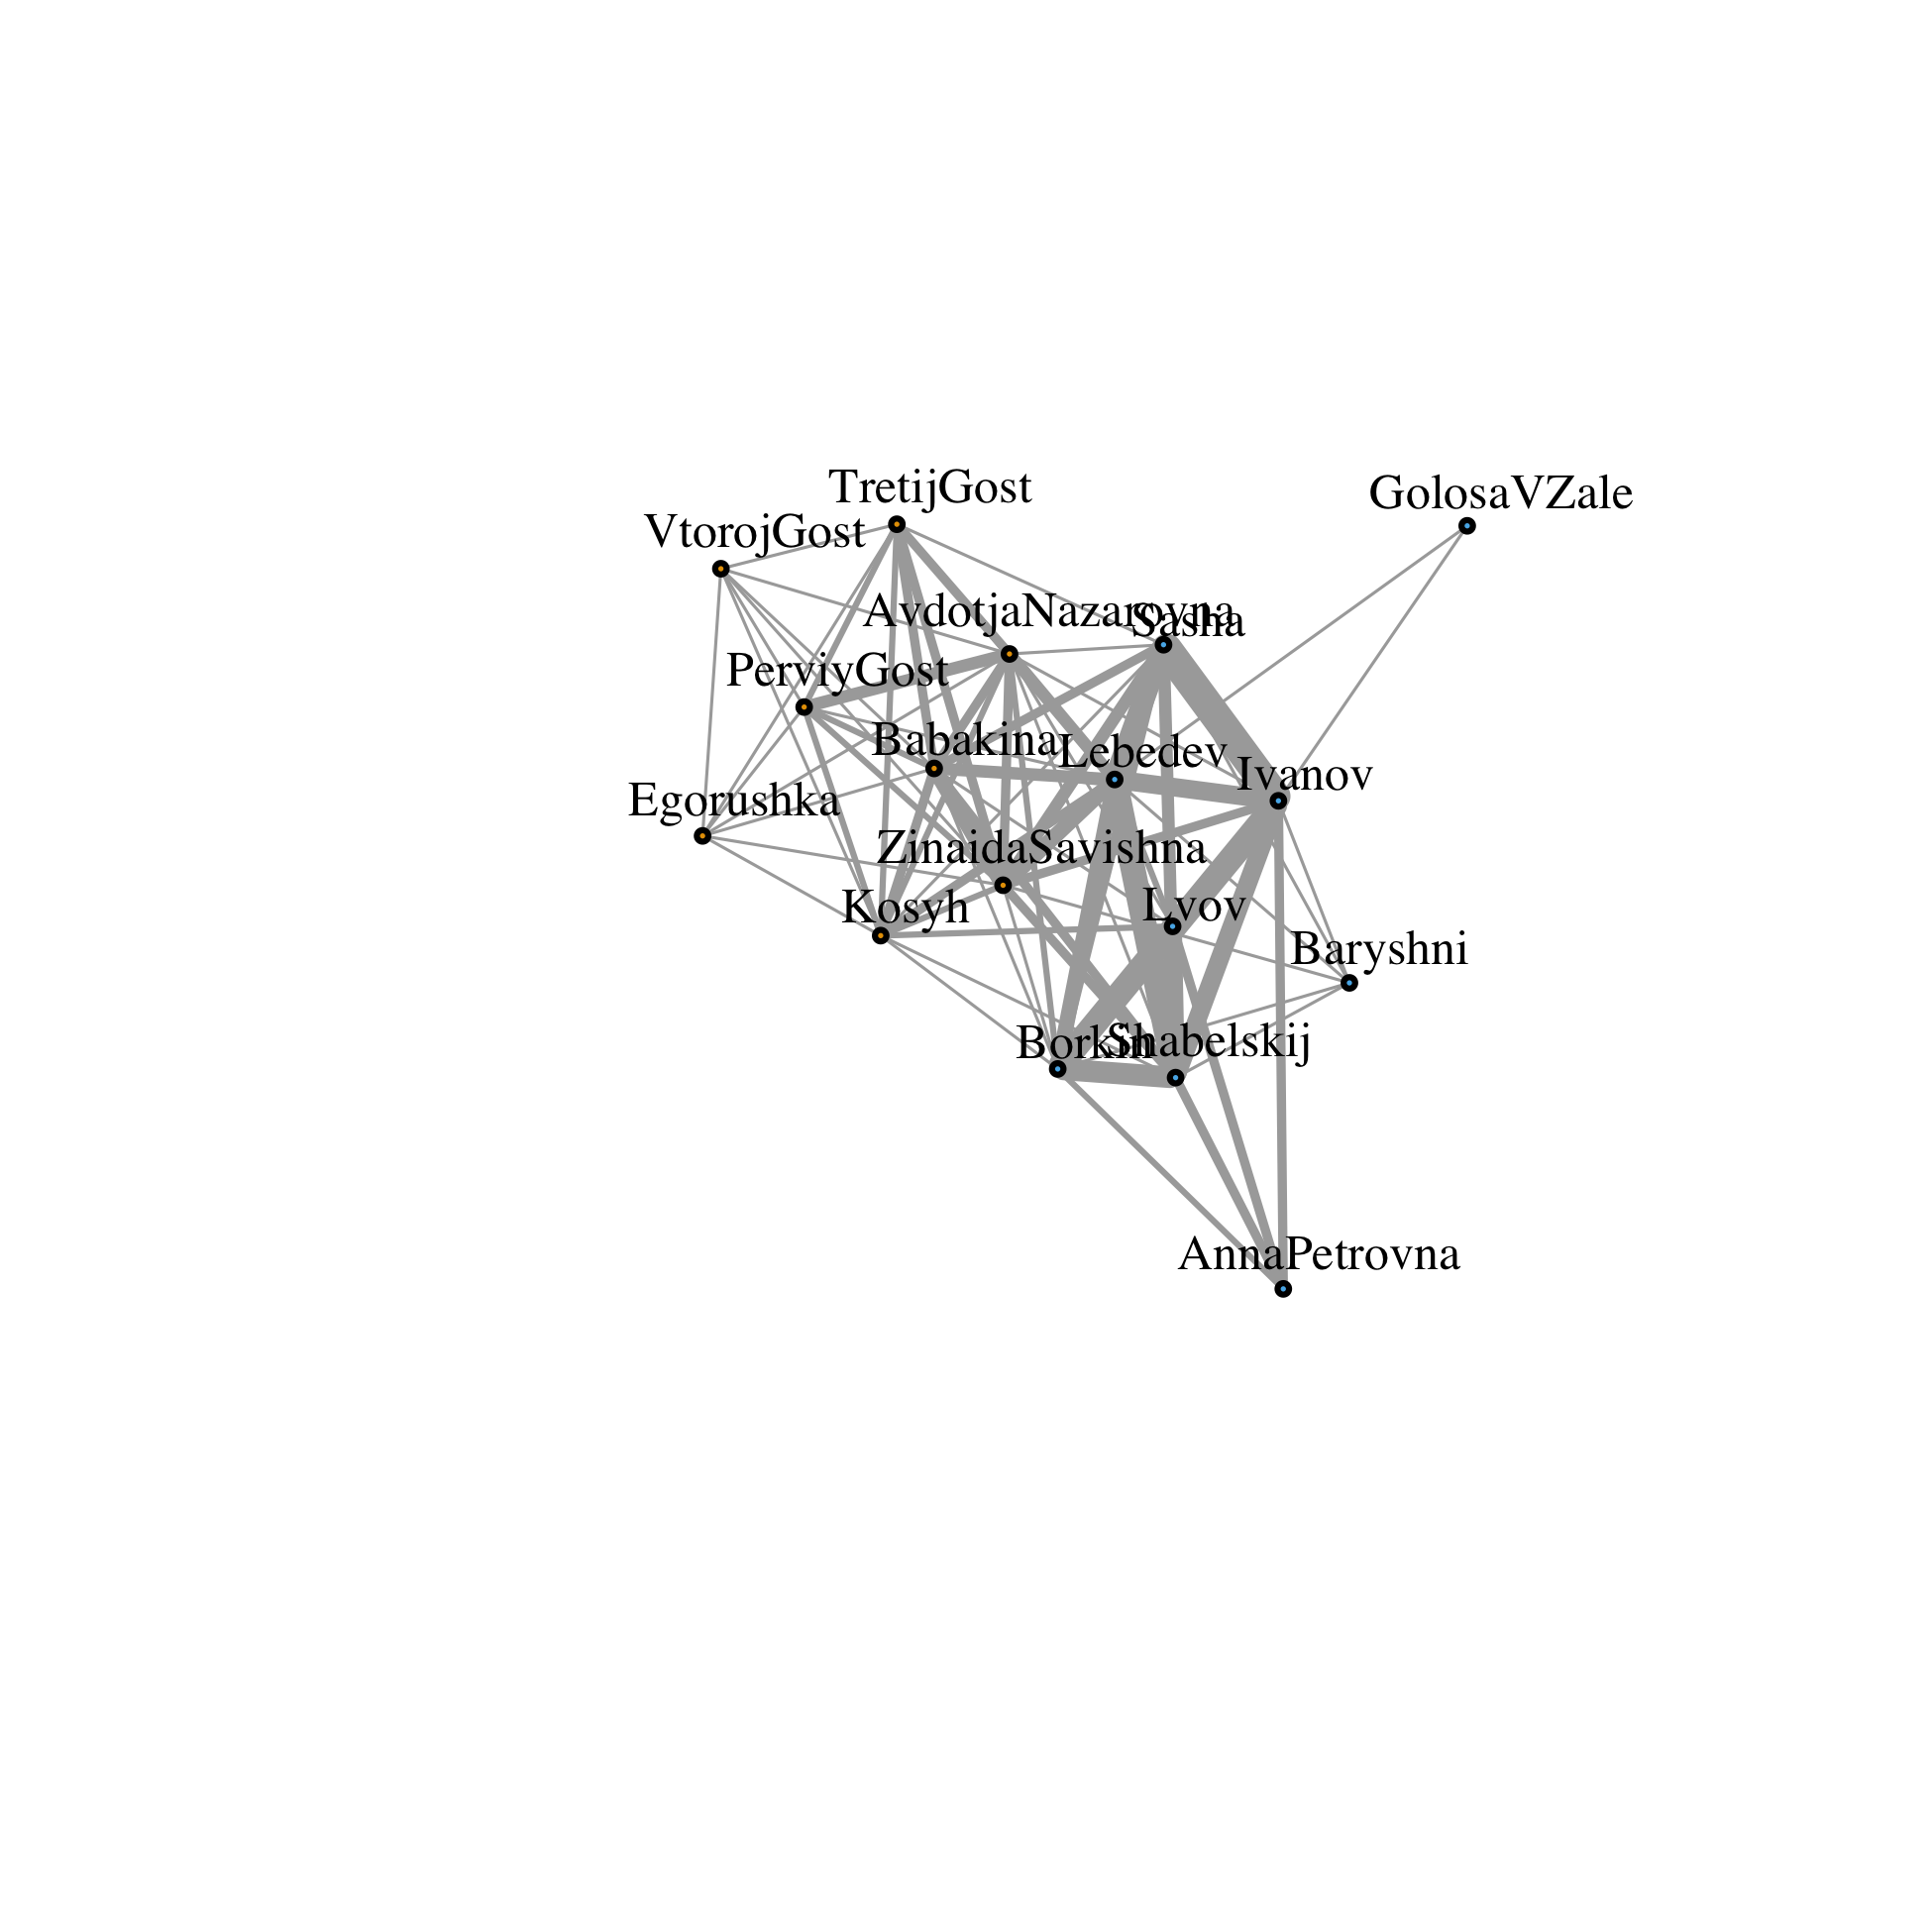 TretijGost
GolosaVZale
VtorojGost
AvdotjaNazarovna
Sasha
PerviyGost
Babakina
Lebedev
Ivanov
Egorushka
ZinaidaSavishna
Kosyh
Lvov
Baryshni
Borkin
Shabelskij
AnnaPetrovna